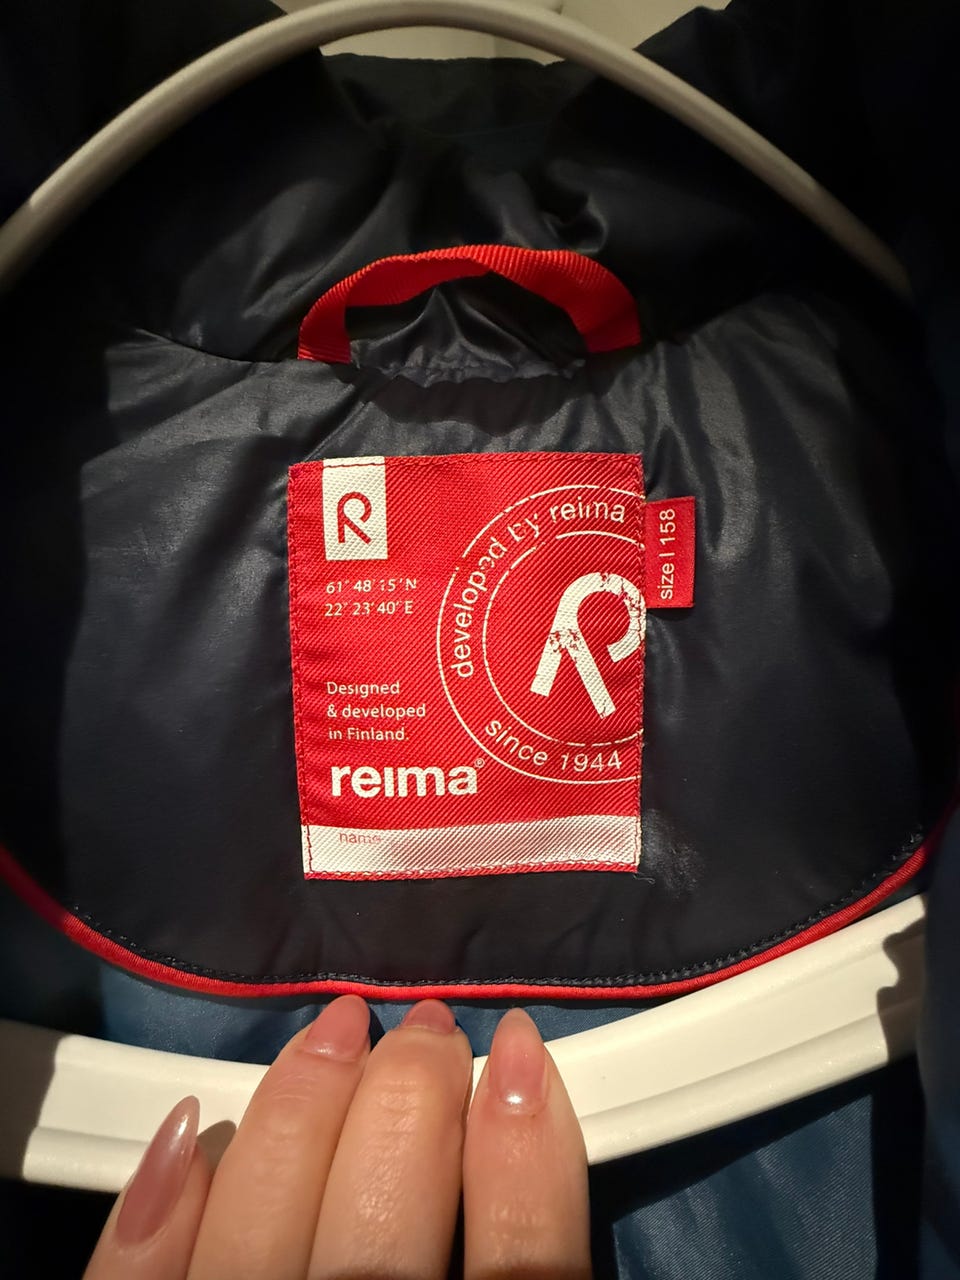 R
61° 48' 15" N
22° 23' 40" E
developed by reima
R
since 1944
Designed
& developed
in Finland.
reima®
name
size I 158